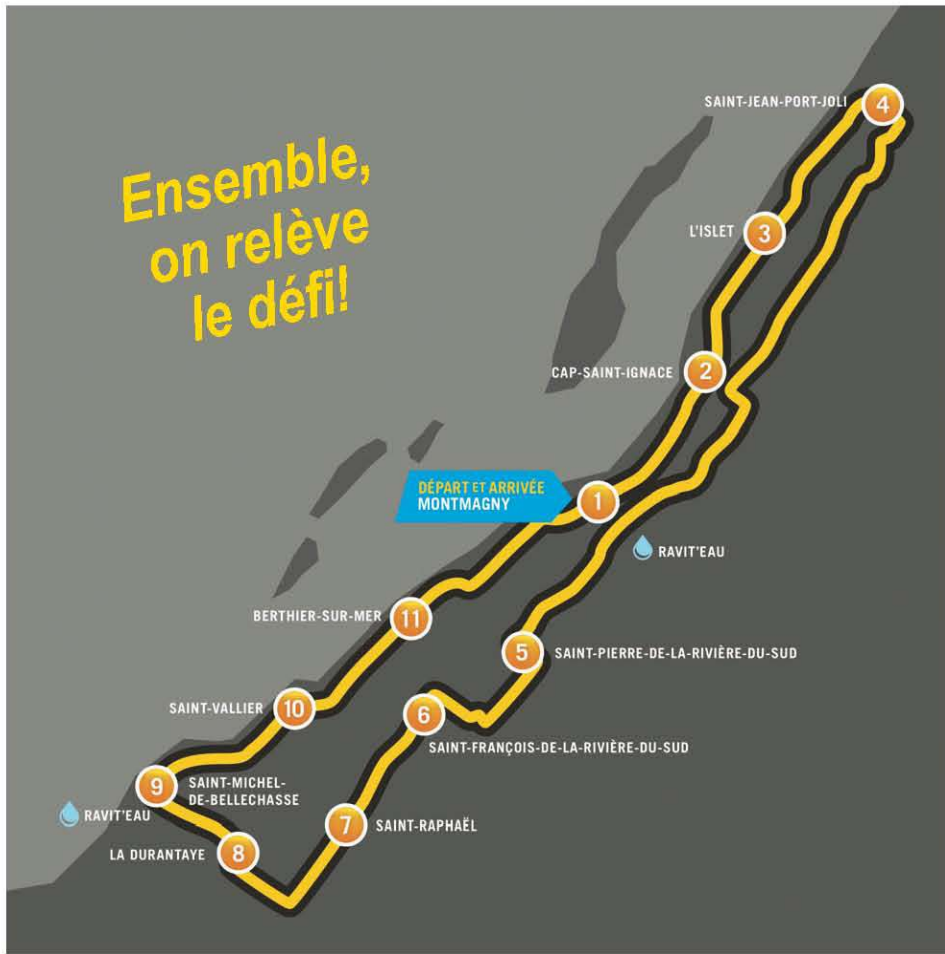 Ensemble,
on relève
le défi!
SAINT-JEAN-PORT-JOLI
4
L'ISLET
3
CAP-SAINT-IGNACE
2
DÉPART ET ARRIVÉE
MONTMAGNY
1
RAVIT'EAU
BERTHIER-SUR-MER
11
5
SAINT-PIERRE-DE-LA-RIVIÈRE-DU-SUD
SAINT-VALLIER
10
6
SAINT-FRANÇOIS-DE-LA-RIVIÈRE-DU-SUD
9
SAINT-MICHEL-
DE-BELLECHASSE
RAVIT'EAU
7
SAINT-RAPHAËL
LA DURANTAYE
8